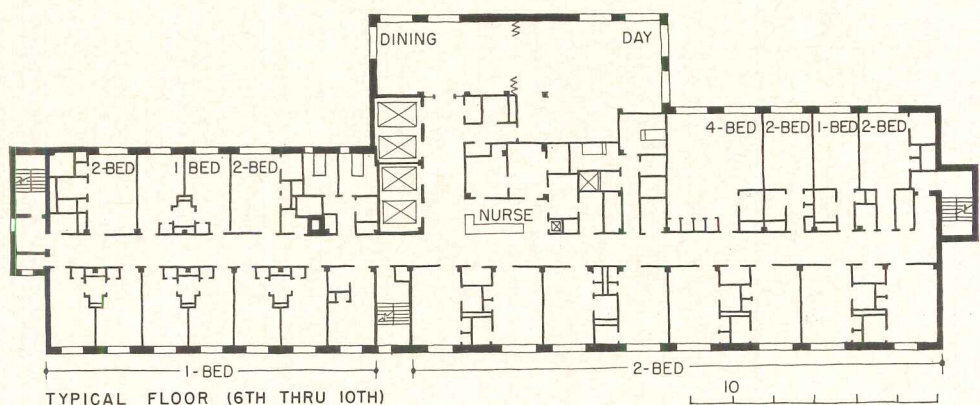 DINING DAY
4-BED 2-BED 1-BED 2-BED
2-BED 1 BED 2-BED
NURSE
1-BED 2-BED
TYPICAL FLOOR (6TH THRU 10TH) 10